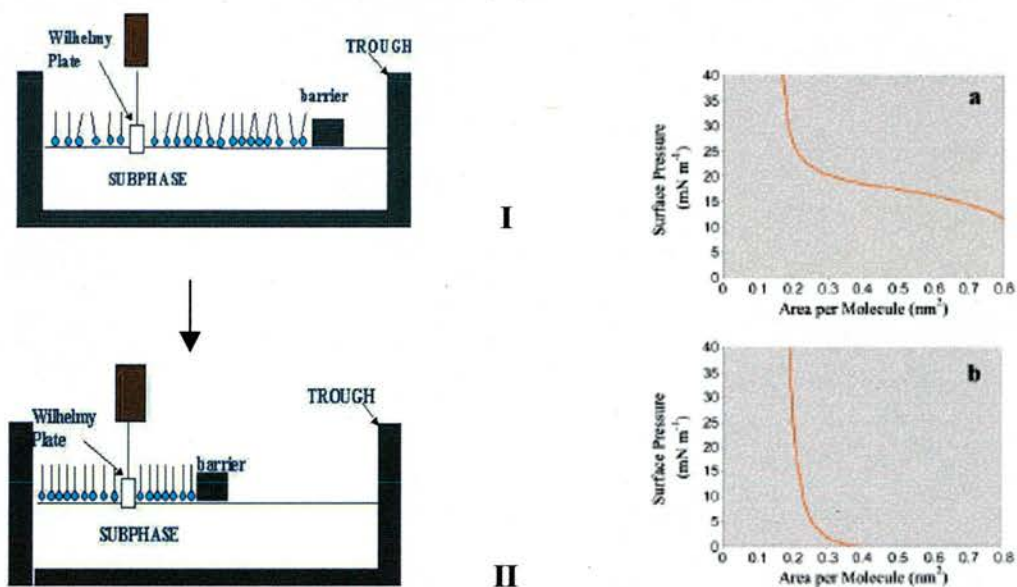 Wilhelmy
Plate
TROUGH
barrier
SUBPHASE
I
Wilhelmy
Plate
TROUGH
barrier
SUBPHASE
II
a
Surface Pressure
(mN m⁻¹)
40
35
30
25
20
15
10
5
0
0 0.1 0.2 0.3 0.4 0.5 0.6 0.7 0.8
Area per Molecule (nm²)
b
Surface Pressure
(mN m⁻¹)
40
35
30
25
20
15
10
5
0
0 0.1 0.2 0.3 0.4 0.5 0.6 0.7 0.8
Area per Molecule (nm²)